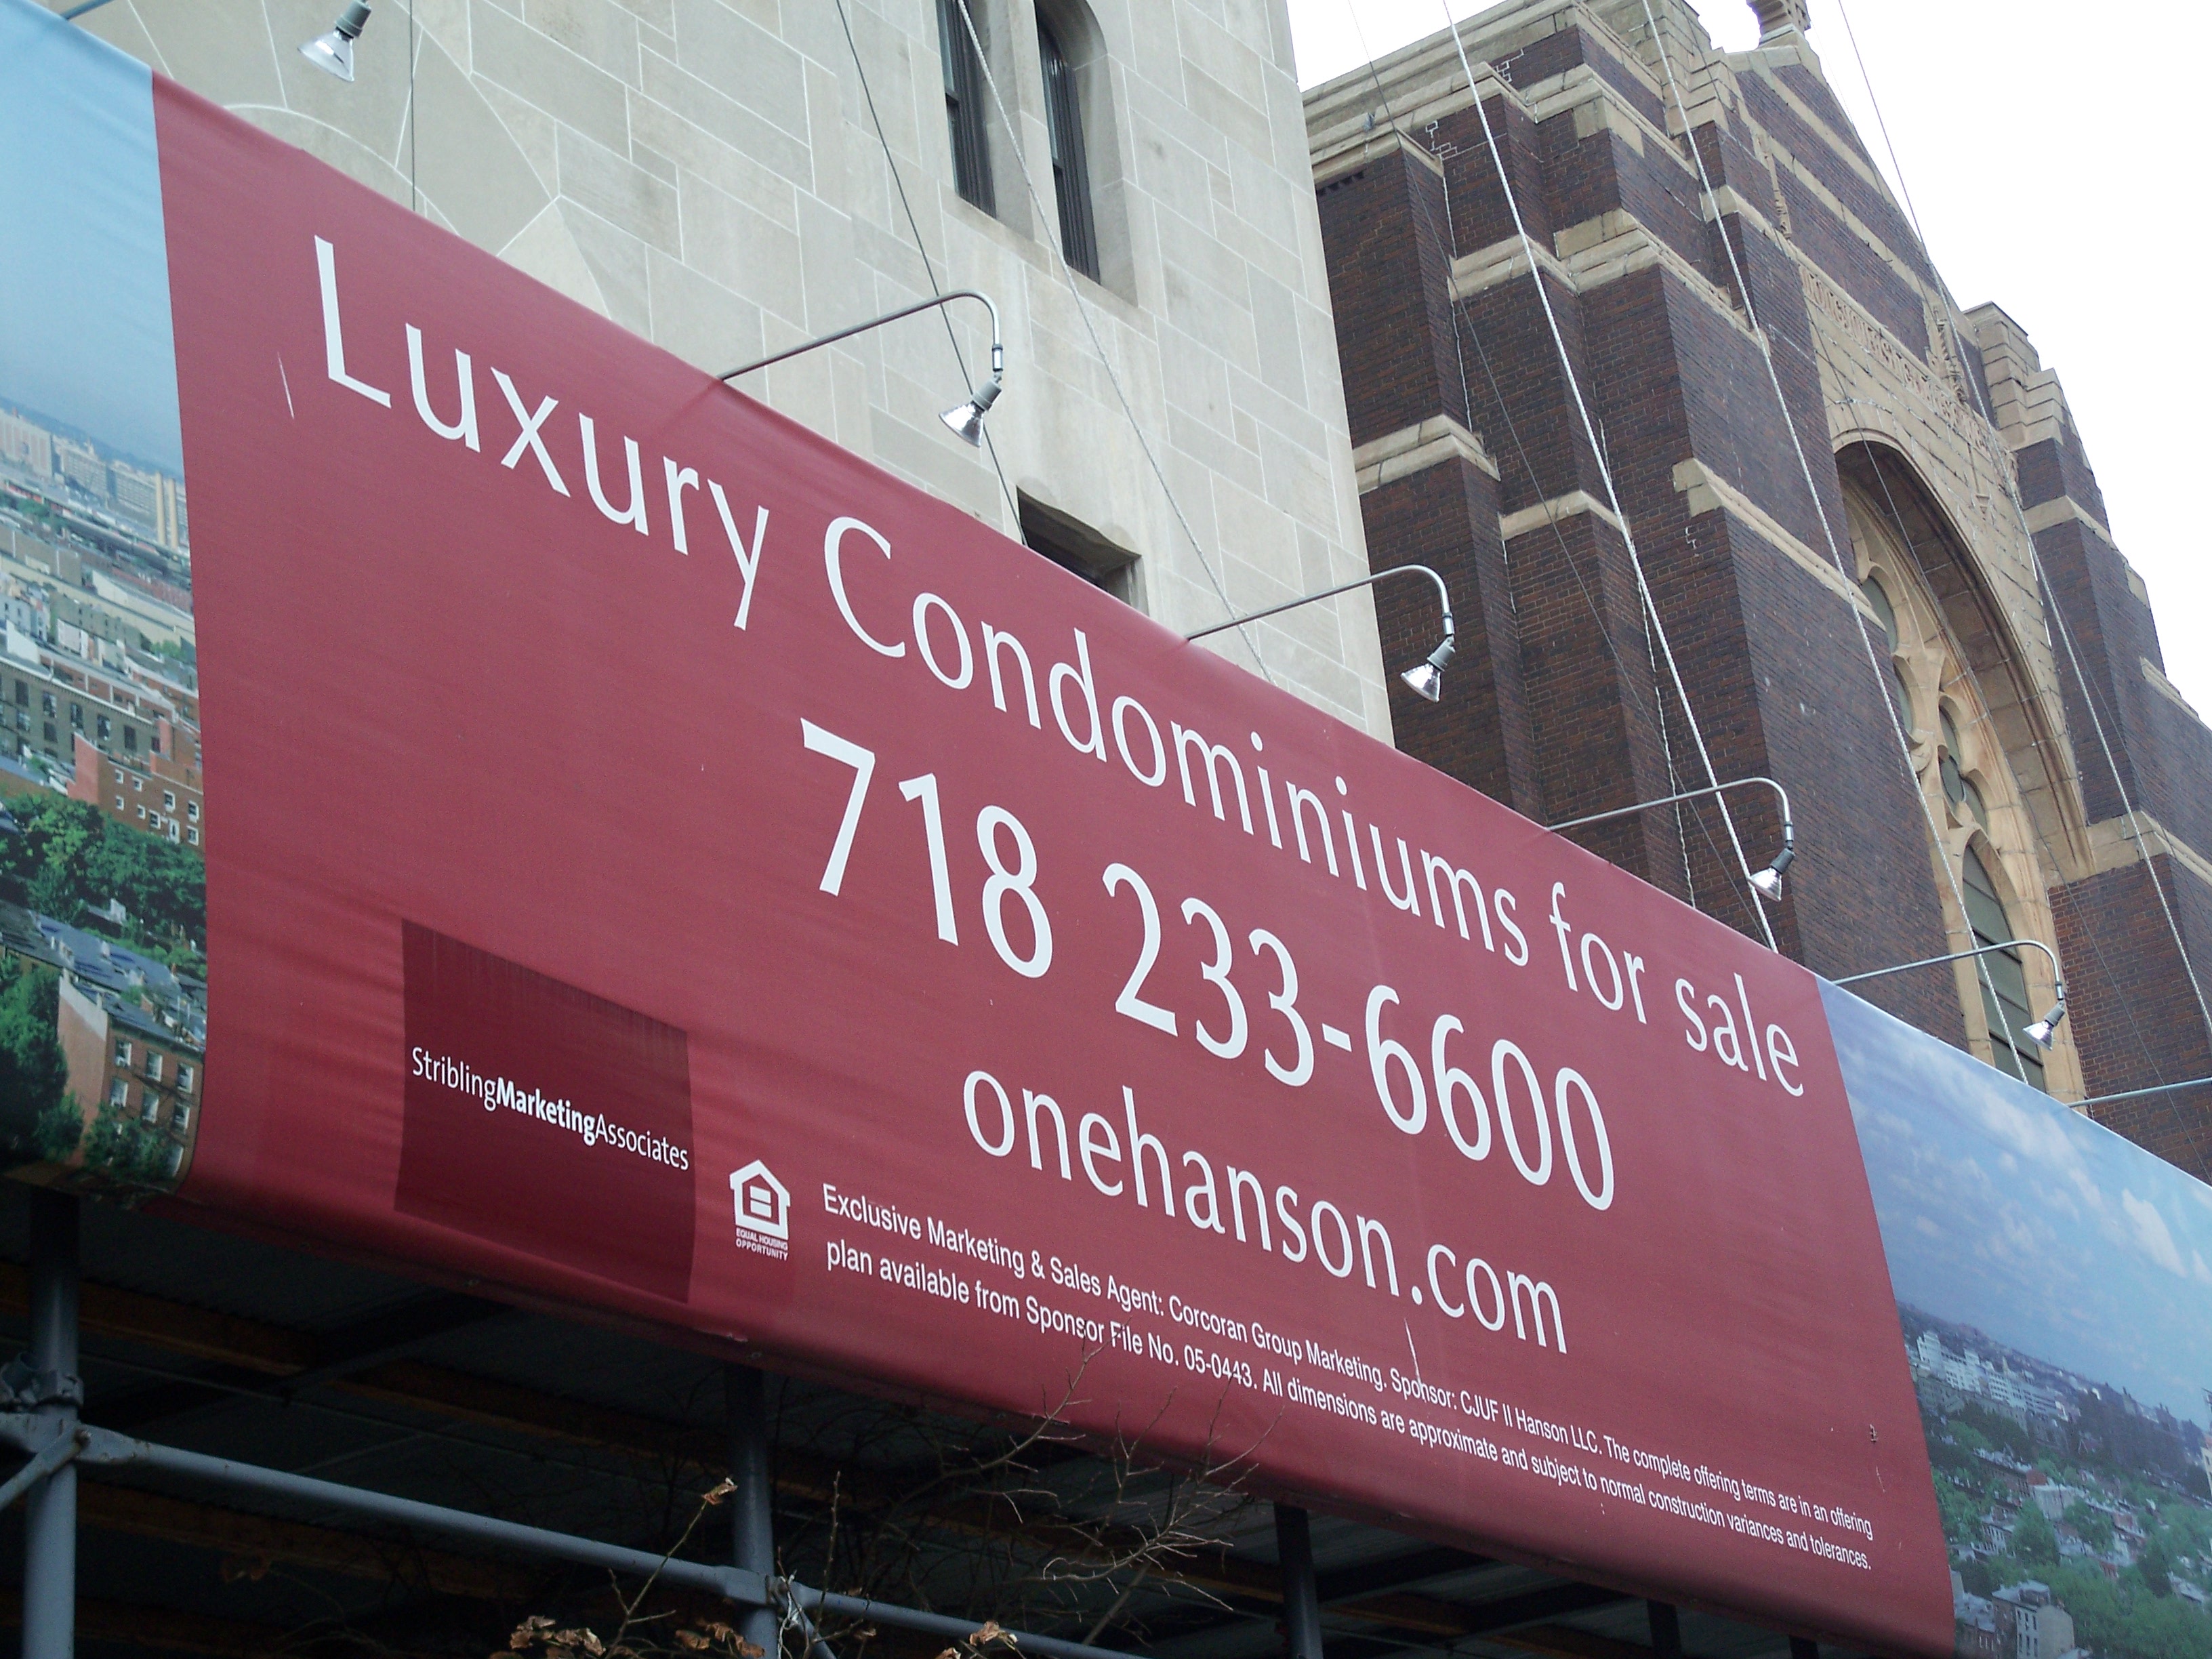 Luxury Condominiums for sale
718 233-6600
onehanson.com
StriblingMarketingAssociates
EQUAL HOUSING
OPPORTUNITY
Exclusive Marketing & Sales Agent: Corcoran Group Marketing. Sponsor: CJUF II Hanson LLC. The complete offering terms are in an offering
plan available from Sponsor File No. 05-0443. All dimensions are approximate and subject to normal construction variances and tolerances.